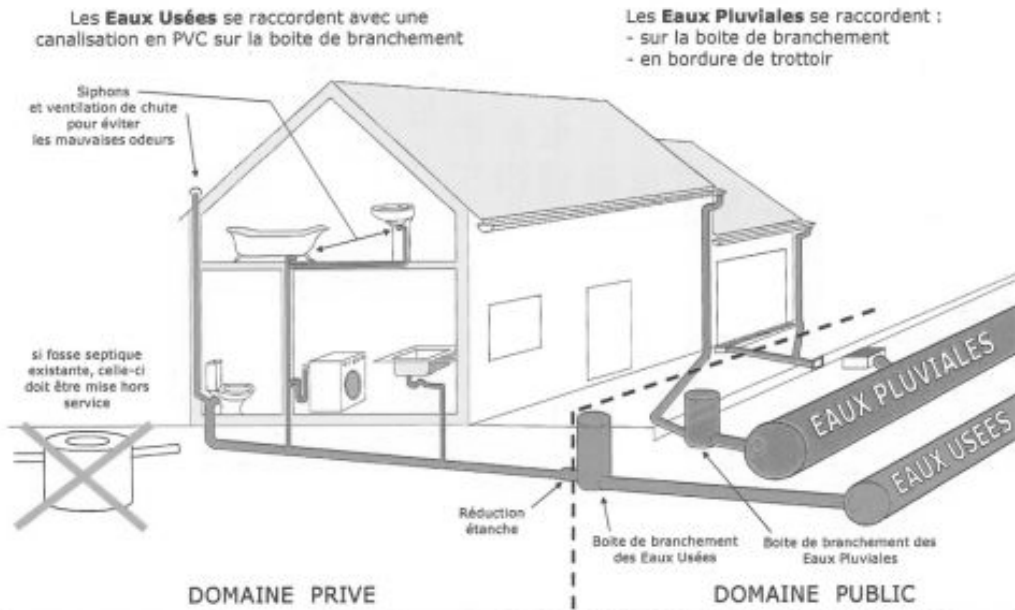 Les Eaux Usées se raccordent avec une
canalisation en PVC sur la boite de branchement
Les Eaux Pluviales se raccordent :
- sur la boite de branchement
- en bordure de trottoir
Siphons
et ventilation de chute
pour éviter
les mauvaises odeurs
si fosse septique
existante, celle-ci
doit être mise hors
service
EAUX PLUVIALES
EAUX USEES
Réduction
étanche
Boite de branchement
des Eaux Usées
Boite de branchement des
Eaux Pluviales
DOMAINE PRIVE
DOMAINE PUBLIC